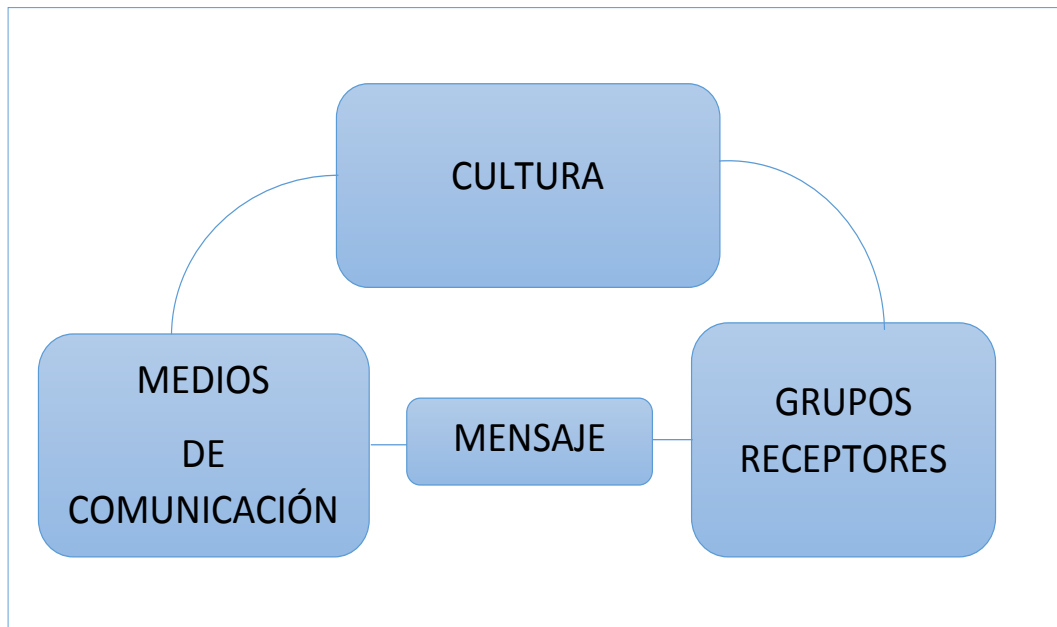 CULTURA
MEDIOS
DE
COMUNICACIÓN
MENSAJE
GRUPOS
RECEPTORES